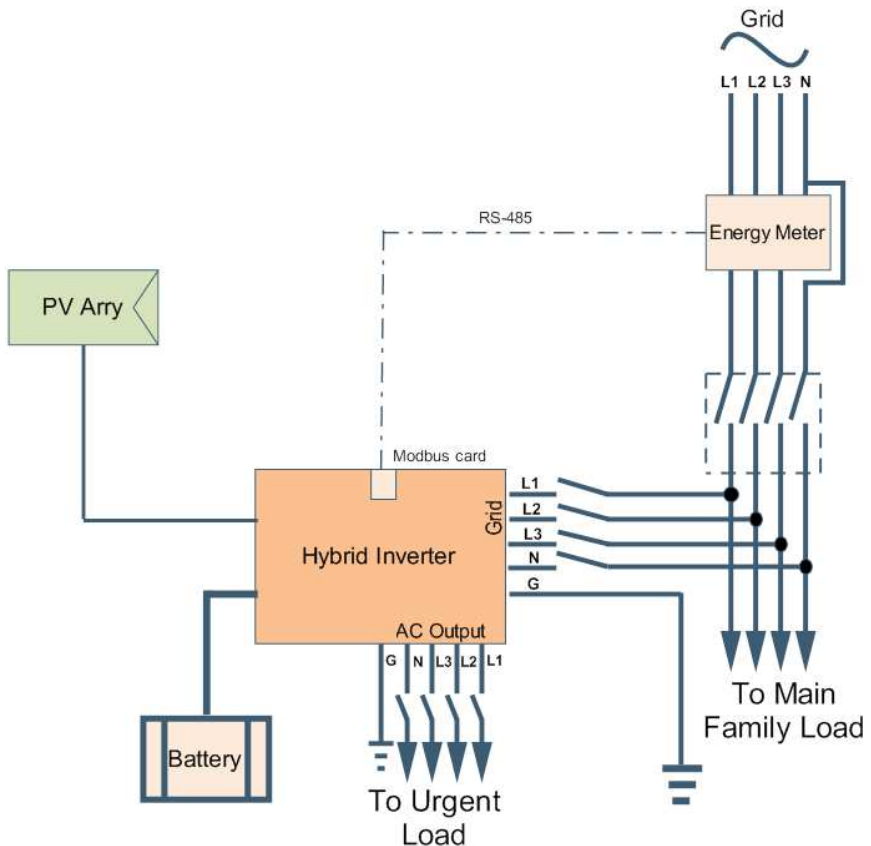 Grid
L1 L2 L3 N
RS-485
Energy Meter
PV Arry
Modbus card
L1
L2
L3
N
G
Grid
Hybrid Inverter
AC Output
G N L3 L2 L1
Battery
To Urgent
Load
To Main
Family Load